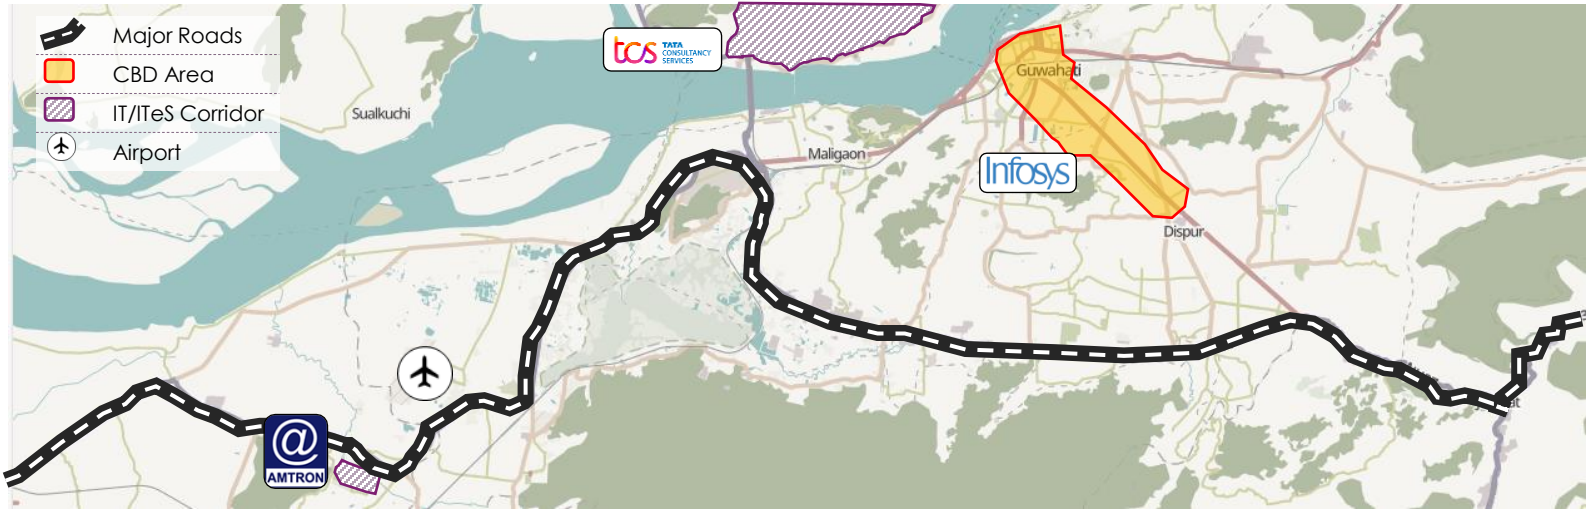 Major Roads
CBD Area
IT/ITeS Corridor
Airport
tcs TATA
CONSULTANCY
SERVICES
Sualkuchi
Guwahati
Maligaon
Infosys
Dispur
@
AMTRON